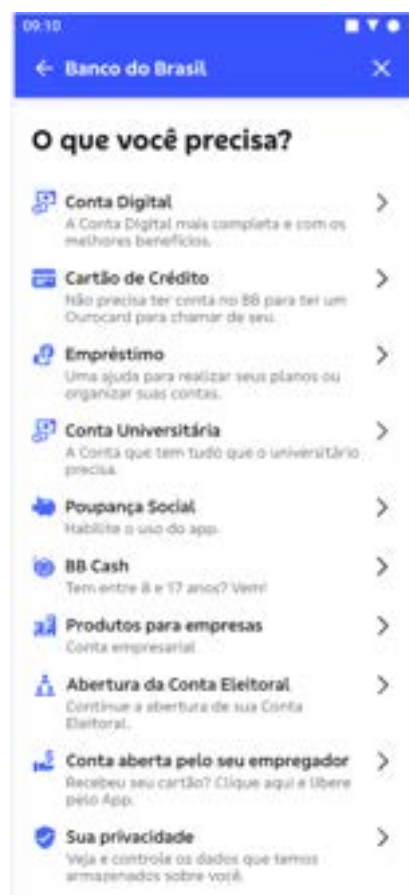 09:10
Banco do Brasil
O que você precisa?
Conta Digital
A Conta Digital mais completa e com os
melhores benefícios.
Cartão de Crédito
Não precisa ter conta no BB para ter um
Ourocard para chamar de seu.
Empréstimo
Uma ajuda para realizar seus planos ou
organizar suas contas.
Conta Universitária
A Conta que tem tudo que o universitário
precisa.
Poupança Social
Habilite o uso do app.
BB Cash
Tem entre 8 e 17 anos? Vem!
Produtos para empresas
Conta empresarial
Abertura da Conta Eleitoral
Continue a abertura de sua Conta
Eleitoral.
Conta aberta pelo seu empregador
Recebeu seu cartão? Clique aqui e libere
pelo App.
Sua privacidade
Veja e controle os dados que temos
armazenados sobre você.